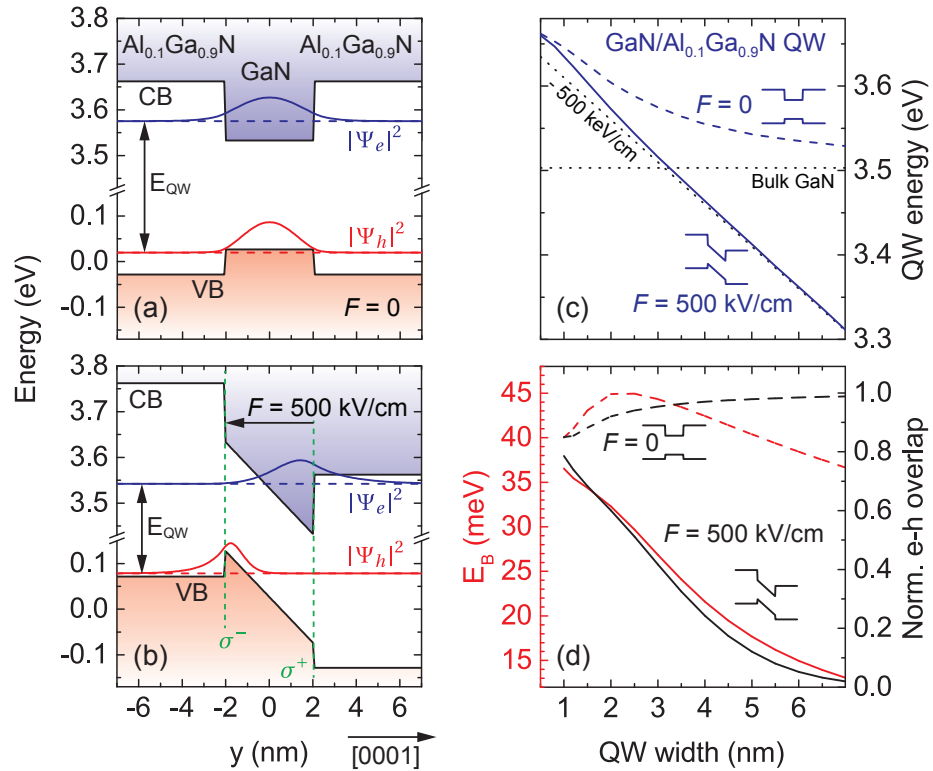 3.8
(a)
Al0.1Ga0.9N
Al0.1Ga0.9N
GaN
3.7
CB
3.6
|Ψe|²
3.5
EQW
0.1
|Ψh|²
0.0
VB
-0.1
F = 0
Energy (eV)
3.8
CB
3.7
F = 500 kV/cm
3.6
3.5
|Ψe|²
EQW
0.1
|Ψh|²
VB
0.0
σ⁻
σ⁺
-0.1
(b)
-6 -4 -2 0 2 4 6
y (nm)
[0001]
GaN/Al0.1Ga0.9N QW
F = 0
500 keV/cm
Bulk GaN
F = 500 kV/cm
(c)
3.6
3.5
3.4
3.3
QW energy (eV)
45
40
35
30
25
20
15
EB (meV)
F = 0
F = 500 kV/cm
(d)
1.0
0.8
0.6
0.4
0.2
0.0
Norm. e-h overlap
1 2 3 4 5 6
QW width (nm)